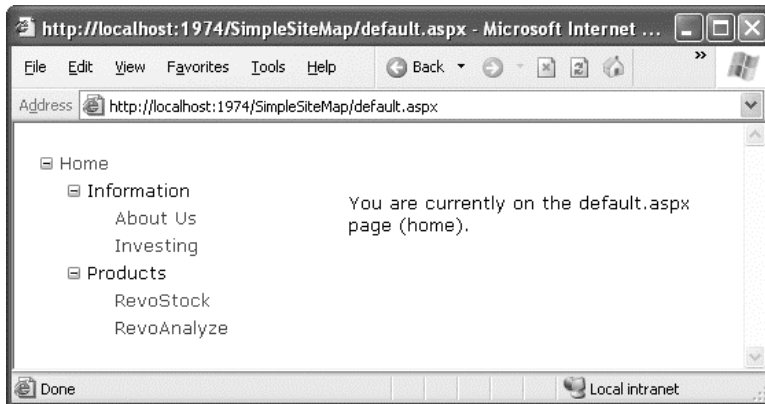 http://localhost:1974/SimpleSiteMap/default.aspx - Microsoft Internet ...
File Edit View Favorites Tools Help Back »
Address http://localhost:1974/SimpleSiteMap/default.aspx
Home
Information
About Us
Investing
Products
RevoStock
RevoAnalyze
You are currently on the default.aspx
page (home).
Done Local intranet